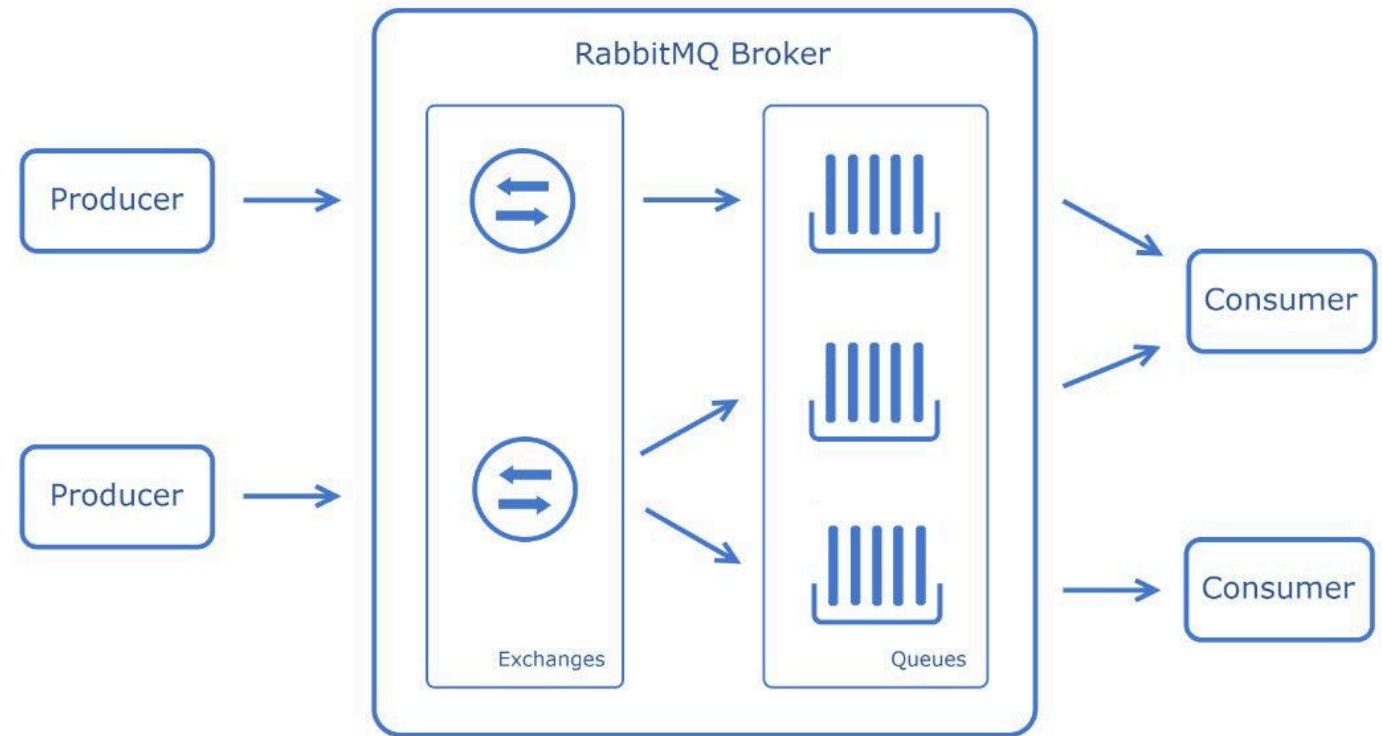 RabbitMQ Broker
Producer
Consumer
Producer
Consumer
Exchanges
Queues